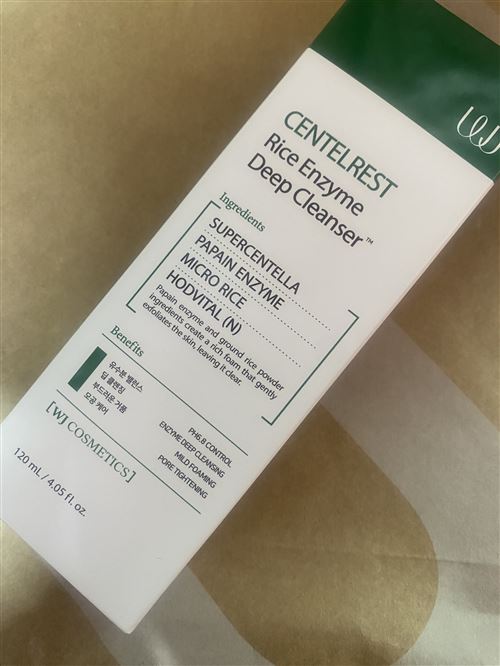 WJ
CENTELREST
Rice Enzyme
Deep Cleanser™
Ingredients
SUPERCENTELLA
PAPAIN ENZYME
MICRO RICE
HODVITAL (N)
Papain enzyme and ground rice powder
ingredients create a rich foam that gently
exfoliates the skin, leaving it clear.
Benefits
유수분 밸런스
딥 클렌징
부드러운 거품
모공 케어
PH6.8 CONTROL
ENZYME DEEP CLEANSING
MILD FOAMING
PORE TIGHTENING
[WJ COSMETICS]
120 mL / 4.05 fl. oz.